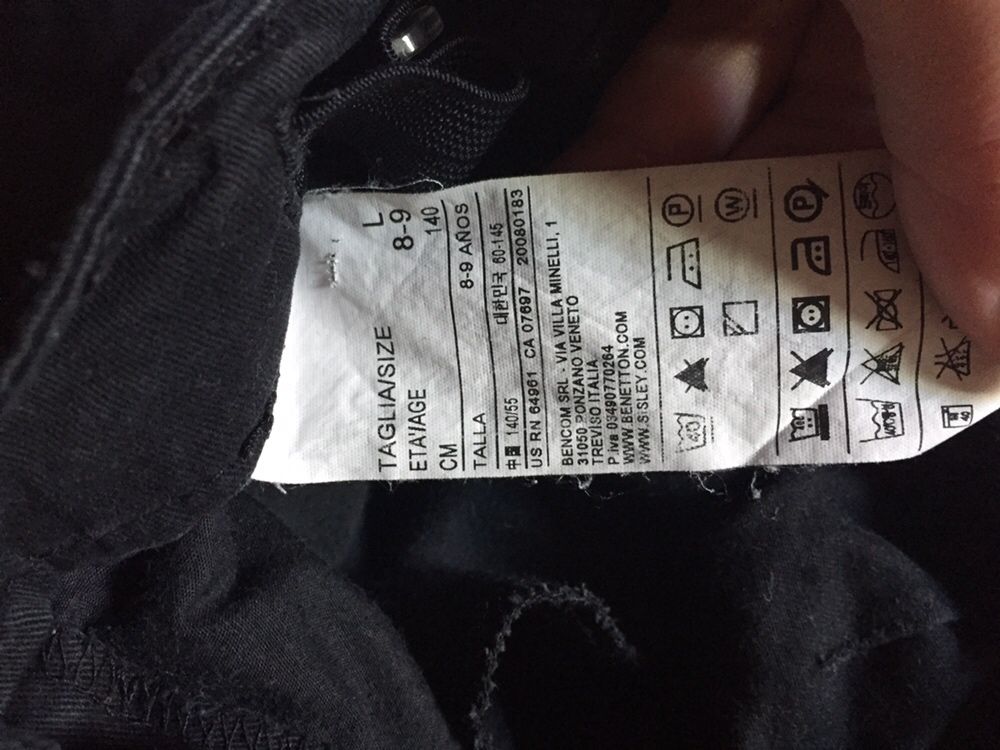 TAGLIA/SIZE L
ETA'/AGE 8-9
CM 140
TALLA 8-9 AÑOS
中國 140/55 대한민국 60-145
US RN 64961 CA 07697 20080183
BENCOM SRL - VIA VILLA MINELLI, 1
31050 PONZANO VENETO
TREVISO ITALIA
P.iva 03490770264
WWW.BENETTON.COM
WWW.SISLEY.COM
P
W
P
40